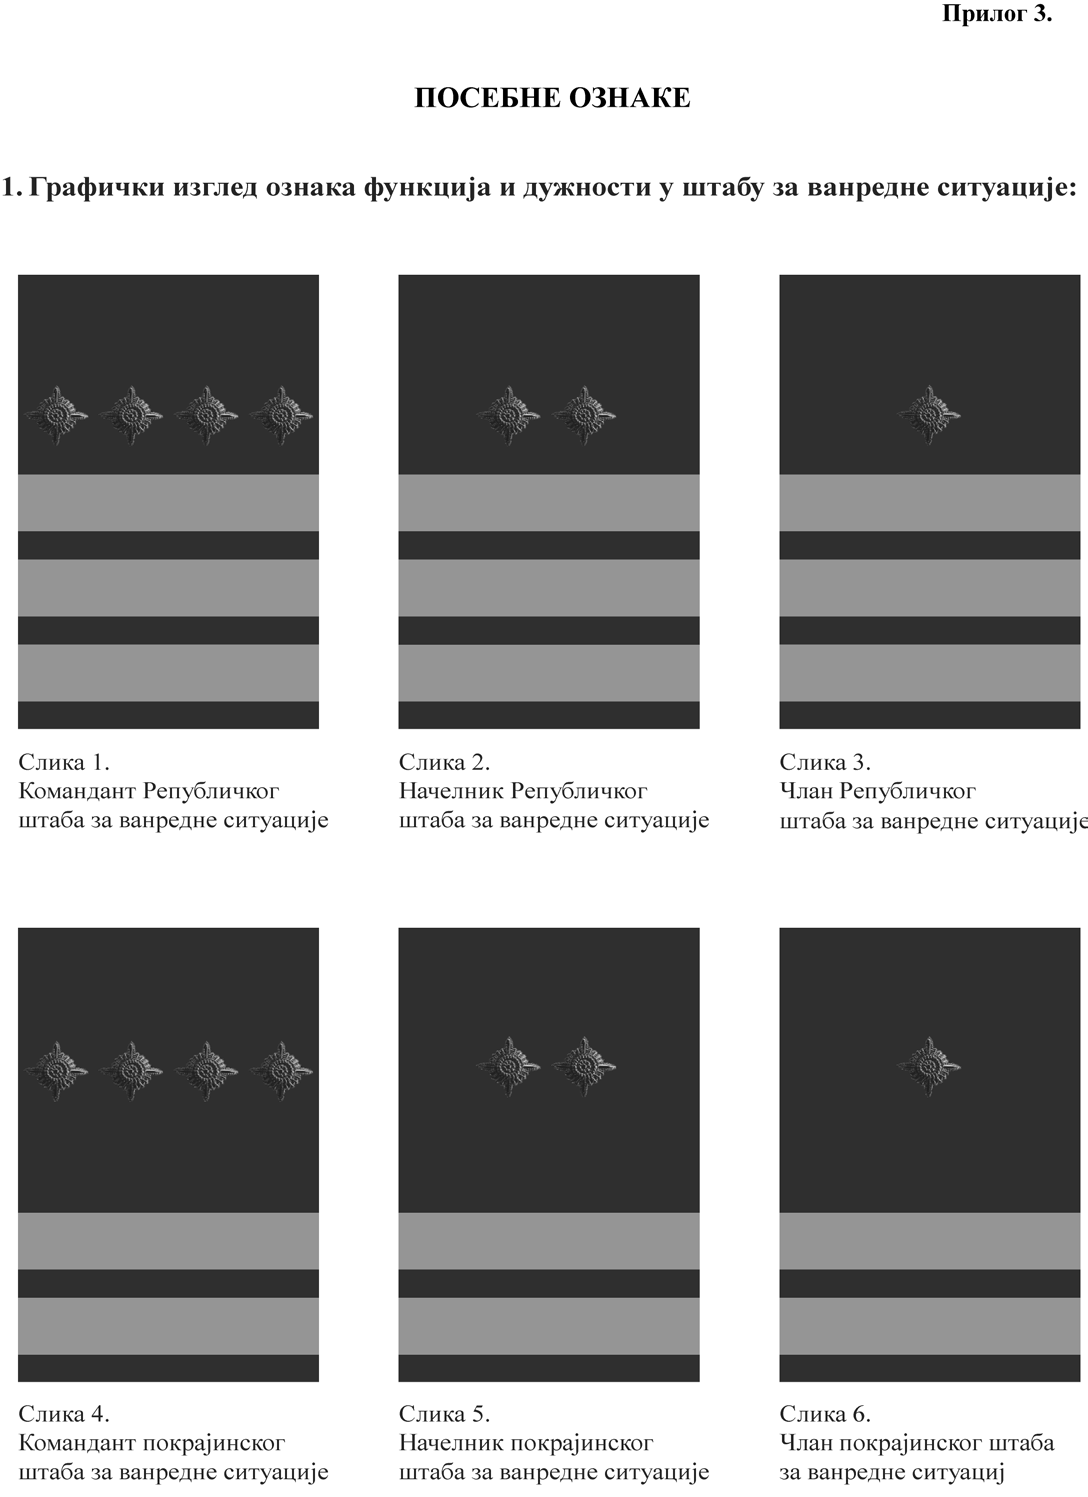 Прилог 3.
ПОСЕБНЕ ОЗНАКЕ
1. Графички изглед ознака функција и дужности у штабу за ванредне ситуације:
Слика 1.
Командант Републичког
штаба за ванредне ситуације
Слика 2.
Начелник Републичког
штаба за ванредне ситуације
Слика 3.
Члан Републичког
штаба за ванредне ситуације
Слика 4.
Командант покрајинског
штаба за ванредне ситуације
Слика 5.
Начелник покрајинског
штаба за ванредне ситуације
Слика 6.
Члан покрајинског штаба
за ванредне ситуациј